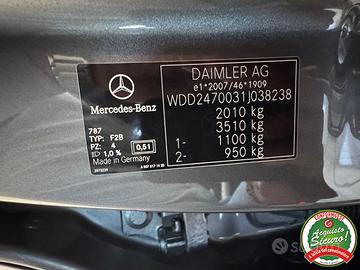 DAIMLER AG
e1*2007/46*1909
WDD2470031J038238
2010 kg
3510 kg
1- 1100 kg
2- 950 kg
Mercedes-Benz
787
TYP: F2B
PZ: 4
1,0 % 0,51
Made in Germany
Acquisto
Sicuro!